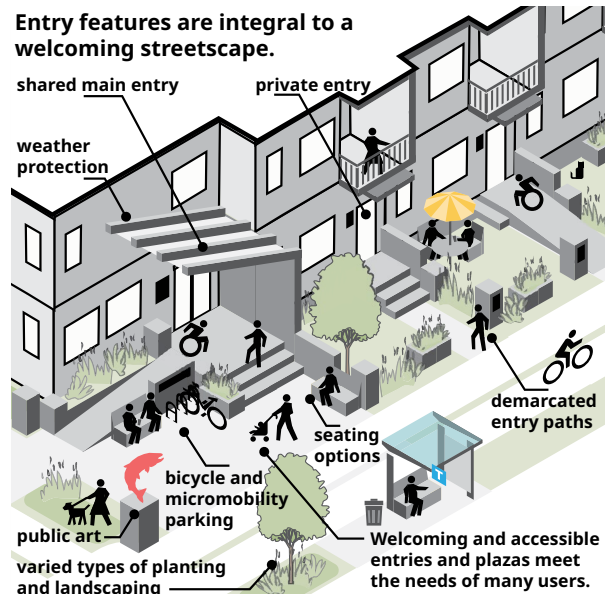 Entry features are integral to a
welcoming streetscape.
shared main entry
private entry
weather
protection
demarcated
entry paths
seating
options
bicycle and
micromobility
parking
public art
Welcoming and accessible
entries and plazas meet
the needs of many users.
varied types of planting
and landscaping
T